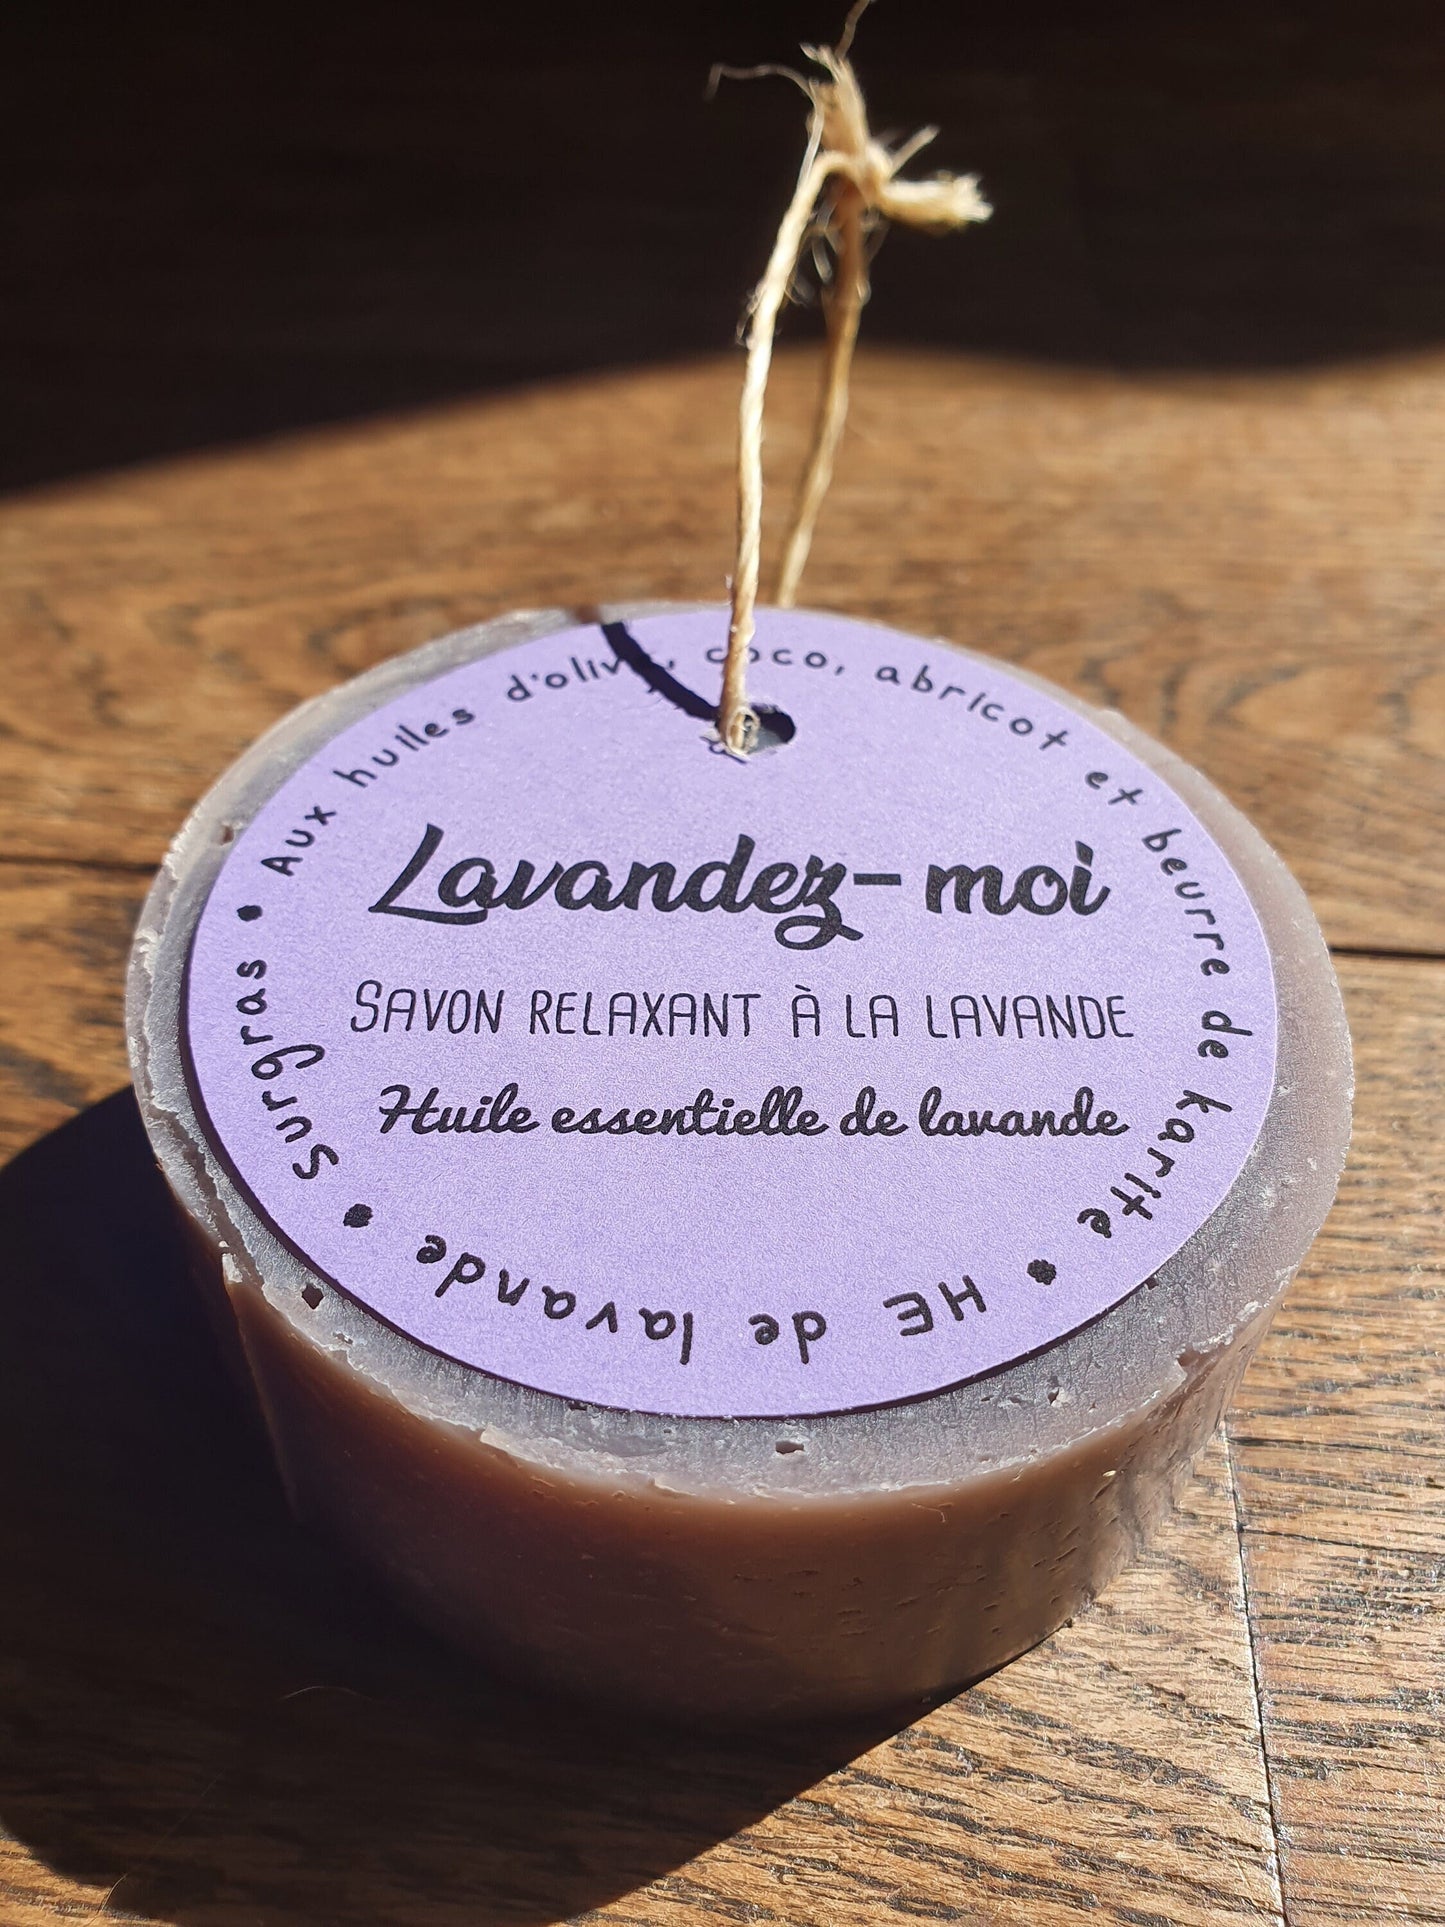 Lavandez-moi
SAVON RELAXANT À LA LAVANDE
Huile essentielle de lavande
Aux huiles d'olive, coco, abricot et beurre de karité • HE de lavande • Surgras •